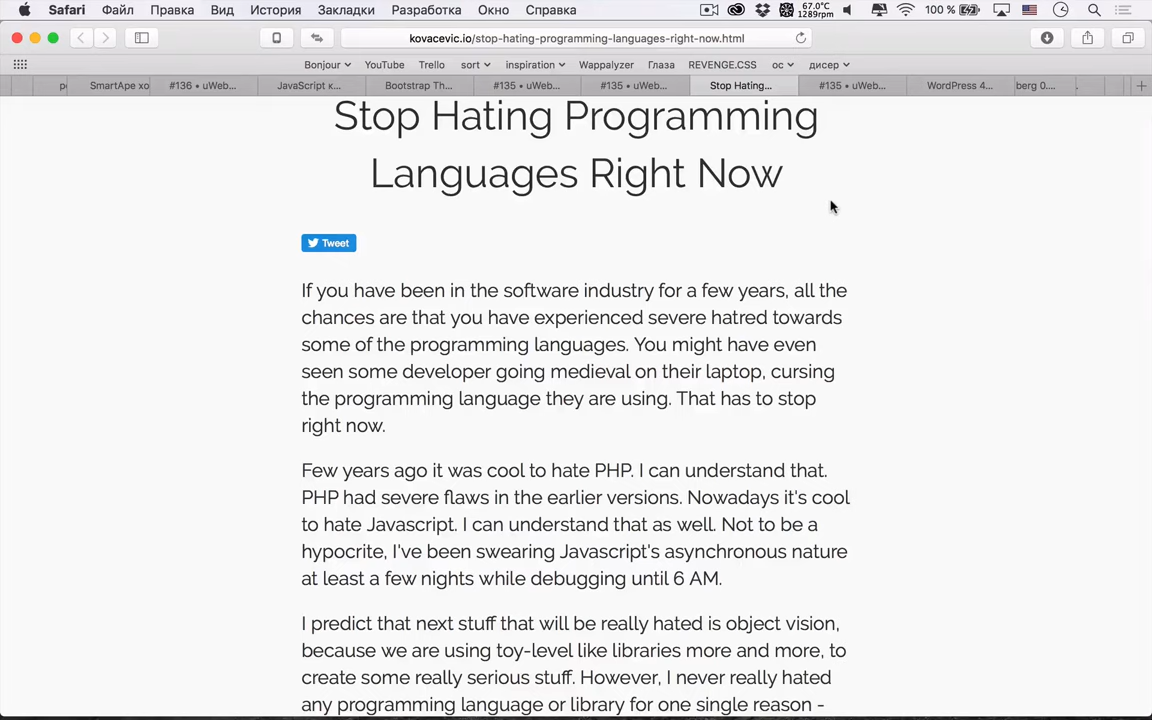 Safari Файл Правка Вид История Закладки Разработка Окно Справка 67.0°C 1289rpm 100 %
kovacevic.io/stop-hating-programming-languages-right-now.html
Bonjour YouTube Trello sort inspiration Wappalyzer Глаза REVENGE.CSS ос дисер
SmartApe хо #136 • uWeb... JavaScript к... Bootstrap Th... #135 • uWeb... #135 • uWeb... Stop Hating... #135 • uWeb... WordPress 4... berg 0....
Stop Hating Programming
Languages Right Now
Tweet
If you have been in the software industry for a few years, all the
chances are that you have experienced severe hatred towards
some of the programming languages. You might have even
seen some developer going medieval on their laptop, cursing
the programming language they are using. That has to stop
right now.
Few years ago it was cool to hate PHP. I can understand that.
PHP had severe flaws in the earlier versions. Nowadays it's cool
to hate Javascript. I can understand that as well. Not to be a
hypocrite, I've been swearing Javascript's asynchronous nature
at least a few nights while debugging until 6 AM.
I predict that next stuff that will be really hated is object vision,
because we are using toy-level like libraries more and more, to
create some really serious stuff. However, I never really hated
any programming language or library for one single reason -